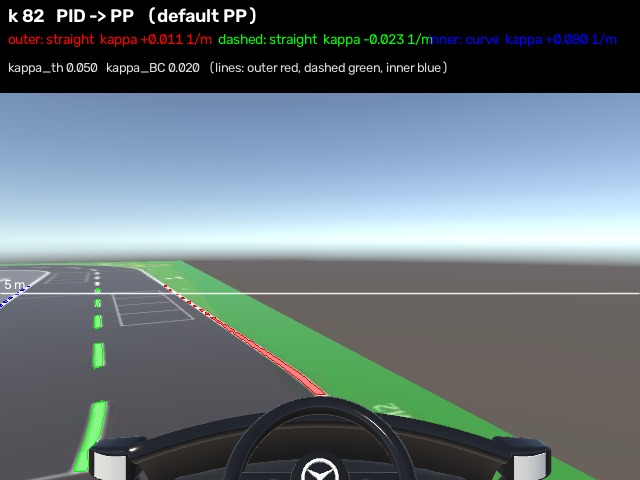 k 82 PID -> PP (default PP)
outer: straight kappa +0.011 1/m dashed: straight kappa -0.023 1/m inner: curve kappa +0.080 1/m
kappa_th 0.050 kappa_BC 0.020 (lines: outer red, dashed green, inner blue)
5 m